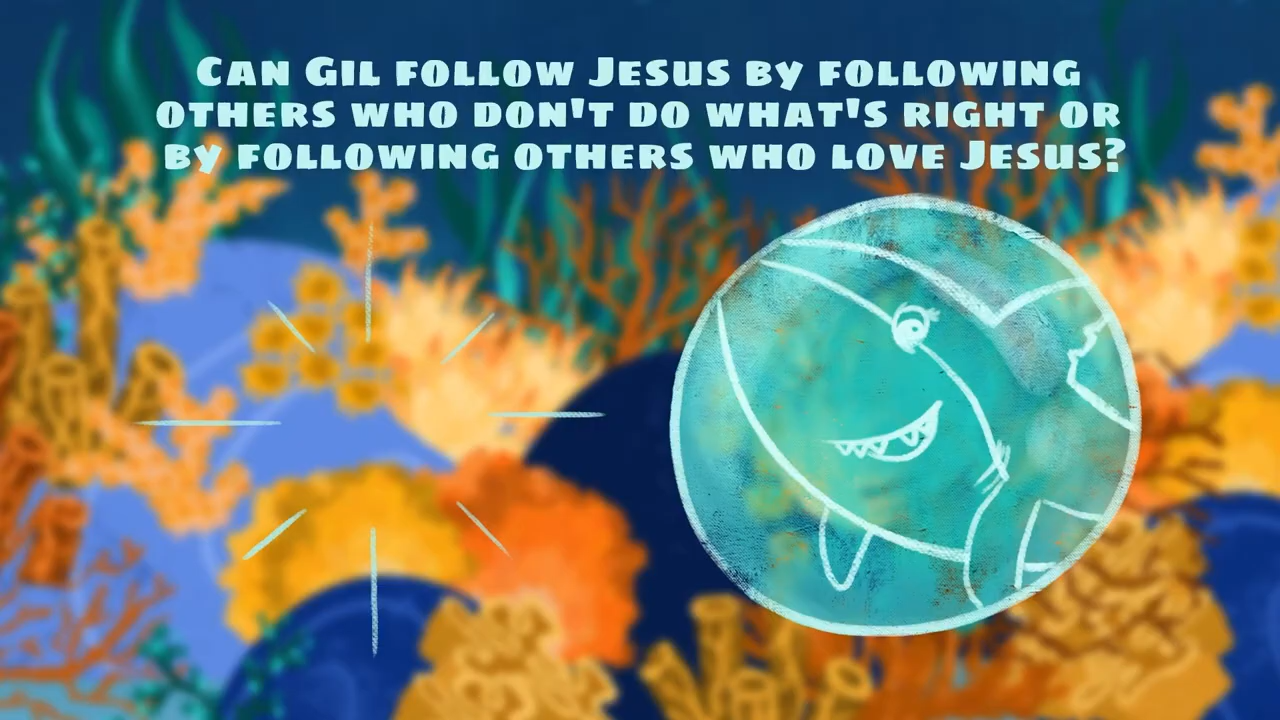 Can Gil follow Jesus by following
others who don't do what's right or
by following others who love Jesus?